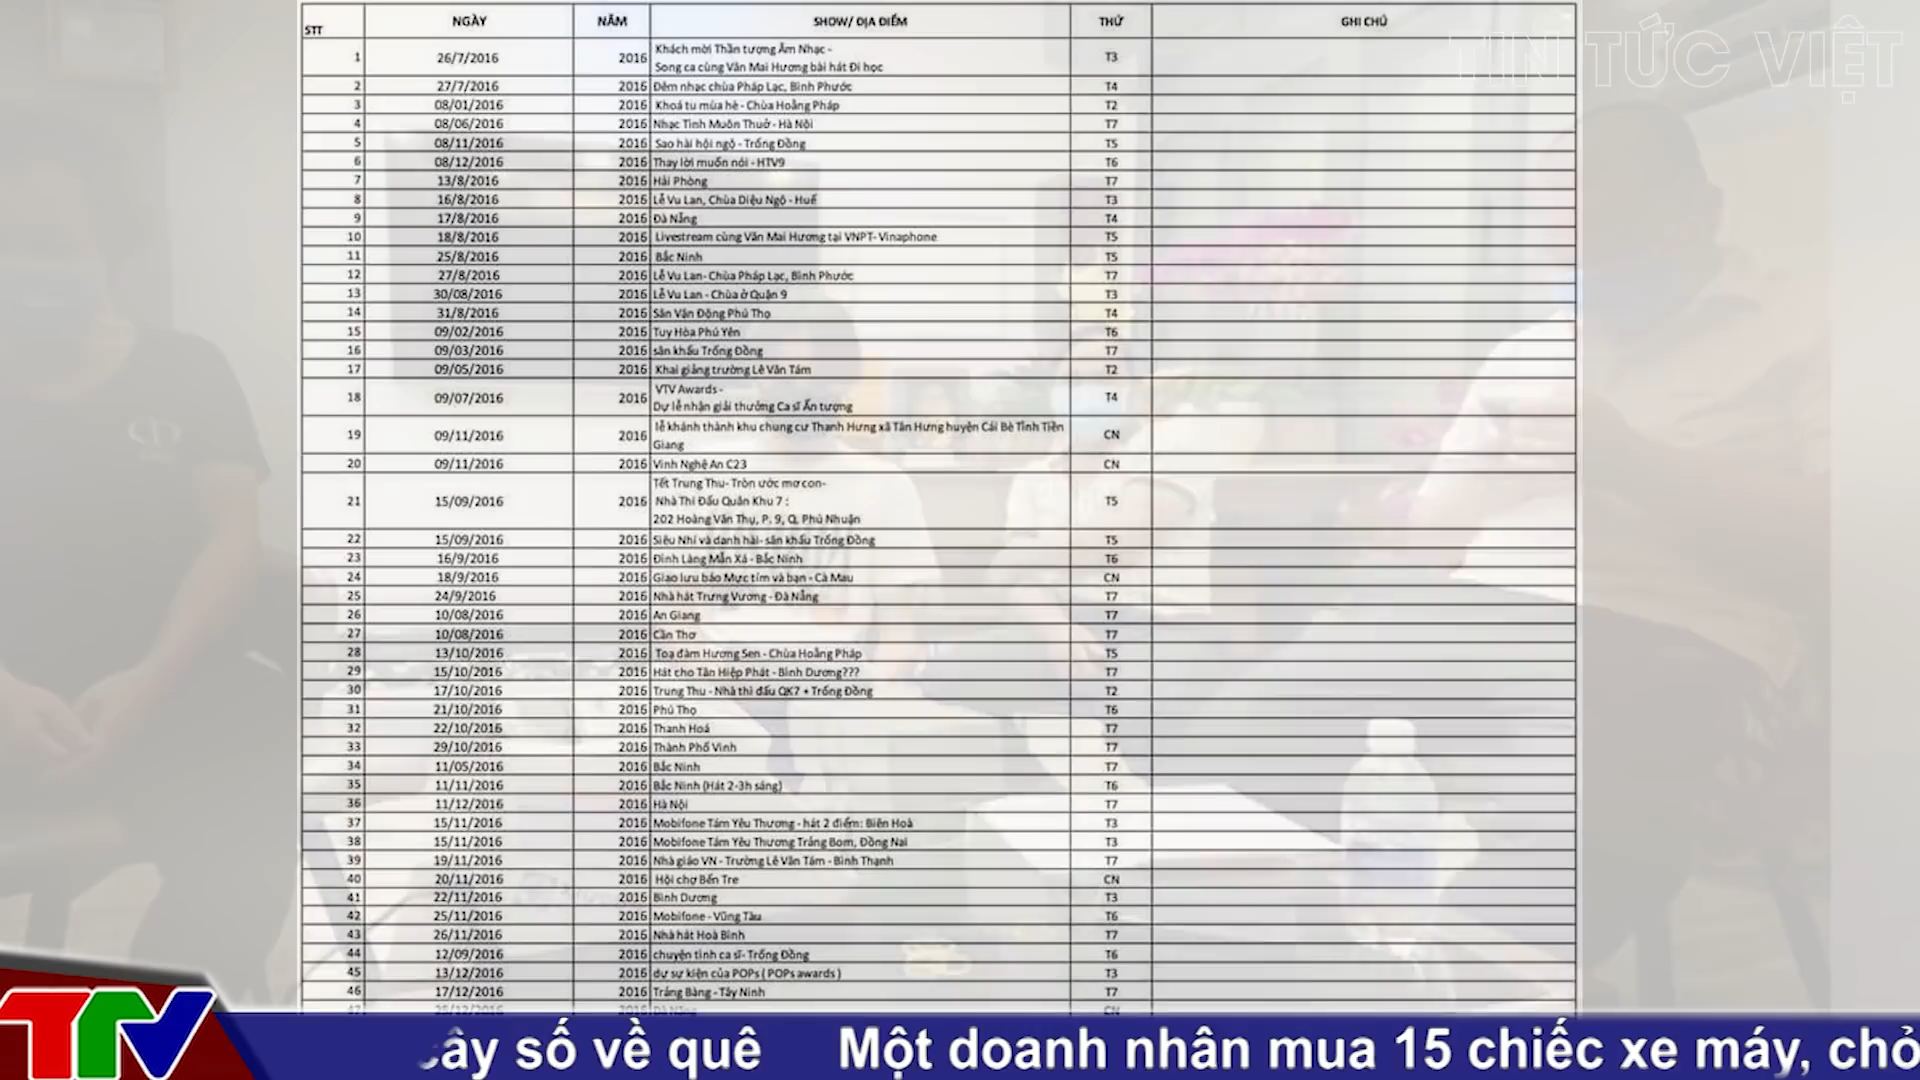 STT NGÀY NĂM SHOW/ ĐỊA ĐIỂM THỨ GHI CHÚ
TIN TỨC VIỆT
1 26/7/2016 2016 Khách mời Thần tượng Âm Nhạc - T3
Song ca cùng Văn Mai Hương bài hát Đi học
2 27/7/2016 2016 Đêm nhạc chùa Pháp Lạc, Bình Phước T4
3 08/01/2016 2016 Khoá tu mùa hè - Chùa Hoằng Pháp T2
4 08/06/2016 2016 Nhạc Tình Muôn Thuở - Hà Nội T7
5 08/11/2016 2016 Sao hài hội ngộ - Trống Đồng T5
6 08/12/2016 2016 Thay lời muốn nói - HTV9 T6
7 13/8/2016 2016 Hải Phòng T7
8 16/8/2016 2016 Lễ Vu Lan, Chùa Diệu Ngộ - Huế T3
9 17/8/2016 2016 Đà Nẵng T4
10 18/8/2016 2016 Livestream cùng Văn Mai Hương tại VNPT- Vinaphone T5
11 25/8/2016 2016 Bắc Ninh T5
12 27/8/2016 2016 Lễ Vu Lan- Chùa Pháp Lạc, Bình Phước T7
13 30/08/2016 2016 Lễ Vu Lan - Chùa ở Quận 9 T3
14 31/8/2016 2016 Sân Vận Động Phú Thọ T4
15 09/02/2016 2016 Tuy Hòa Phú Yên T6
16 09/03/2016 2016 sân khấu Trống Đồng T7
17 09/05/2016 2016 Khai giảng trường Lê Văn Tám T2
18 09/07/2016 2016 VTV Awards - T4
Dự lễ nhận giải thưởng Ca sĩ Ấn tượng
19 09/11/2016 2016 lễ khánh thành khu chung cư Thanh Hưng xã Tân Hưng huyện Cái Bè Tỉnh Tiền CN
Giang
20 09/11/2016 2016 Vinh Nghệ An C23 CN
21 15/09/2016 2016 Tết Trung Thu- Tròn ước mơ con- T5
Nhà Thi Đấu Quân Khu 7 :
202 Hoàng Văn Thụ, P. 9, Q. Phú Nhuận
22 15/09/2016 2016 Siêu Nhí và danh hài- sân khấu Trống Đồng T5
23 16/9/2016 2016 Đình Làng Mẫn Xá - Bắc Ninh T6
24 18/9/2016 2016 Giao lưu báo Mực tím và bạn - Cà Mau CN
25 24/9/2016 2016 Nhà hát Trưng Vương - Đà Nẵng T7
26 10/08/2016 2016 An Giang T7
27 10/08/2016 2016 Cần Thơ T7
28 13/10/2016 2016 Toạ đàm Hương Sen - Chùa Hoằng Pháp T5
29 15/10/2016 2016 Hát cho Tân Hiệp Phát - Bình Dương??? T7
30 17/10/2016 2016 Trung Thu - Nhà thi đấu QK7 + Trống Đồng T2
31 21/10/2016 2016 Phú Thọ T6
32 22/10/2016 2016 Thanh Hoá T7
33 29/10/2016 2016 Thành Phố Vinh T7
34 11/05/2016 2016 Bắc Ninh T7
35 11/11/2016 2016 Bắc Ninh (Hát 2-3h sáng) T6
36 11/12/2016 2016 Hà Nội T7
37 15/11/2016 2016 Mobifone Tám Yêu Thương - hát 2 điểm: Biên Hoà T3
38 15/11/2016 2016 Mobifone Tám Yêu Thương Trảng Bom, Đồng Nai T3
39 19/11/2016 2016 Nhà giáo VN - Trường Lê Văn Tám - Bình Thạnh T7
40 20/11/2016 2016 Hội chợ Bến Tre CN
41 22/11/2016 2016 Bình Dương T3
42 25/11/2016 2016 Mobifone - Vũng Tàu T6
43 26/11/2016 2016 Nhà hát Hoà Bình T7
44 12/09/2016 2016 chuyện tình ca sĩ- Trống Đồng T6
45 13/12/2016 2016 dự sự kiện của POPs ( POPs awards ) T3
46 17/12/2016 2016 Trảng Bàng - Tây Ninh T7
47 25/12/2016 2016 Đà Nẵng CN
TTV cây số về quê Một doanh nhân mua 15 chiếc xe máy, chở